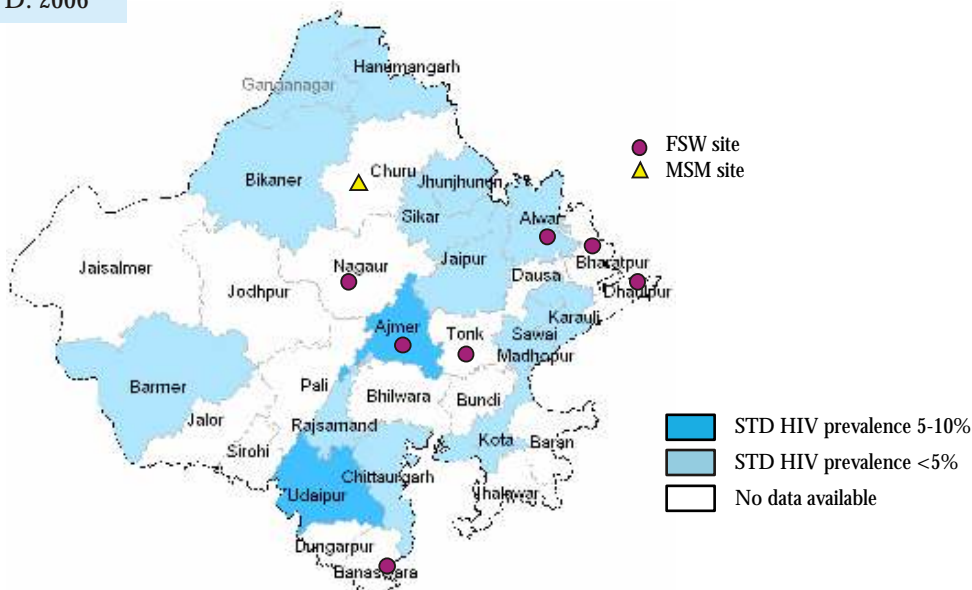 D: 2006
Hanumangarh
Ganganagar
Churu
Bikaner
Jhunjhunun
Sikar
Alwar
FSW site
MSM site
Jaisalmer
Jodhpur
Nagaur
Jaipur
Dausa
Bharatpur
Dhaulpur
Karauli
Ajmer
Tonk
Sawai
Madhopur
Barmer
Pali
Bhilwara
Bundi
Jalor
Sirohi
Rajsamand
Kota
Baran
Chittaurgarh
Jhalawar
Udaipur
Dungarpur
Banaswara
STD HIV prevalence 5-10%
STD HIV prevalence <5%
No data available